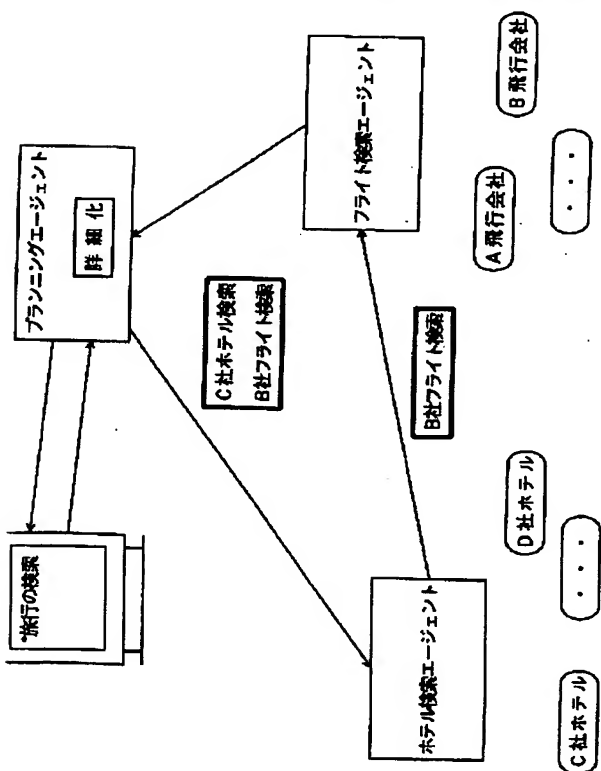 旅行の検索
プランニングエージェント
詳細化
C社ホテル検索
B社フライト検索
フライト検索エージェント
ホテル検索エージェント
B社フライト検索
C社ホテル
・・・
D社ホテル
A飛行会社
・・・
B飛行会社